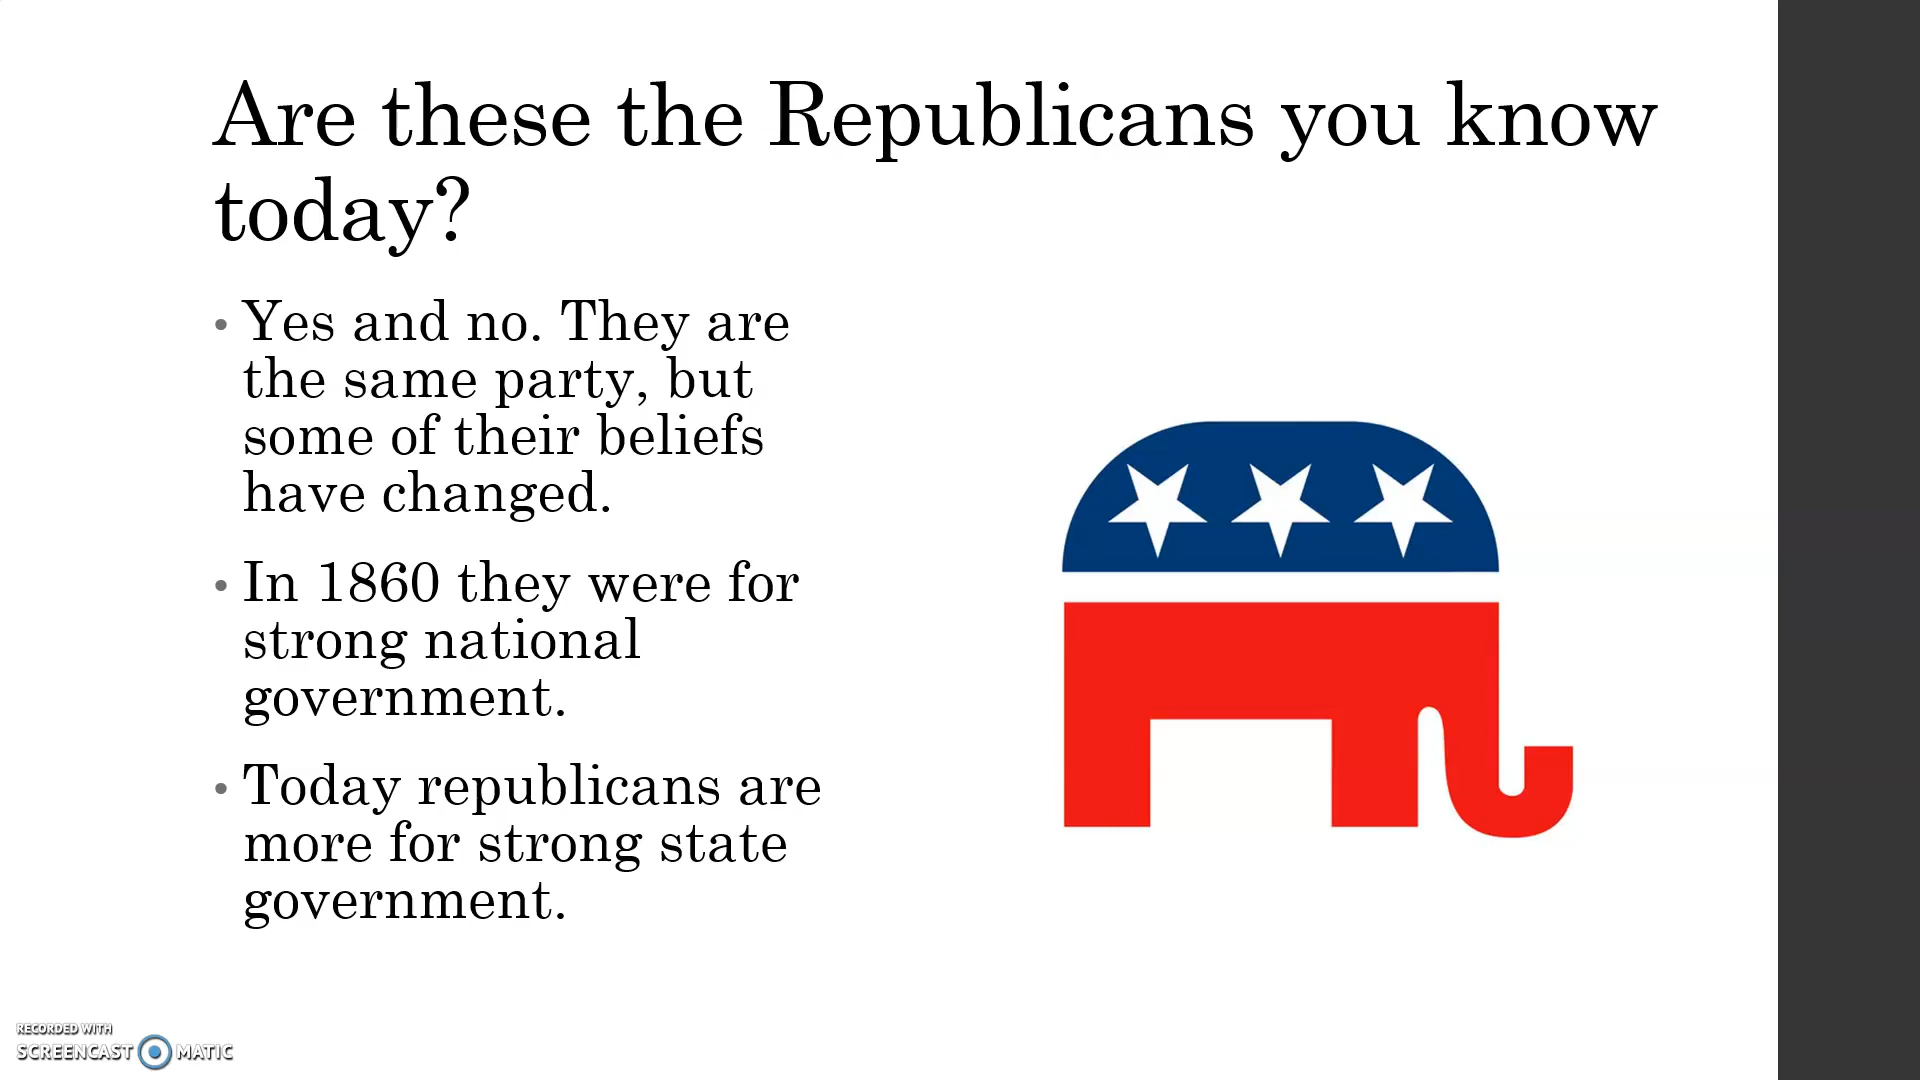 Are these the Republicans you know
today?
• Yes and no. They are
the same party, but
some of their beliefs
have changed.
• In 1860 they were for
strong national
government.
• Today republicans are
more for strong state
government.
RECORDED WITH
SCREENCAST MATIC